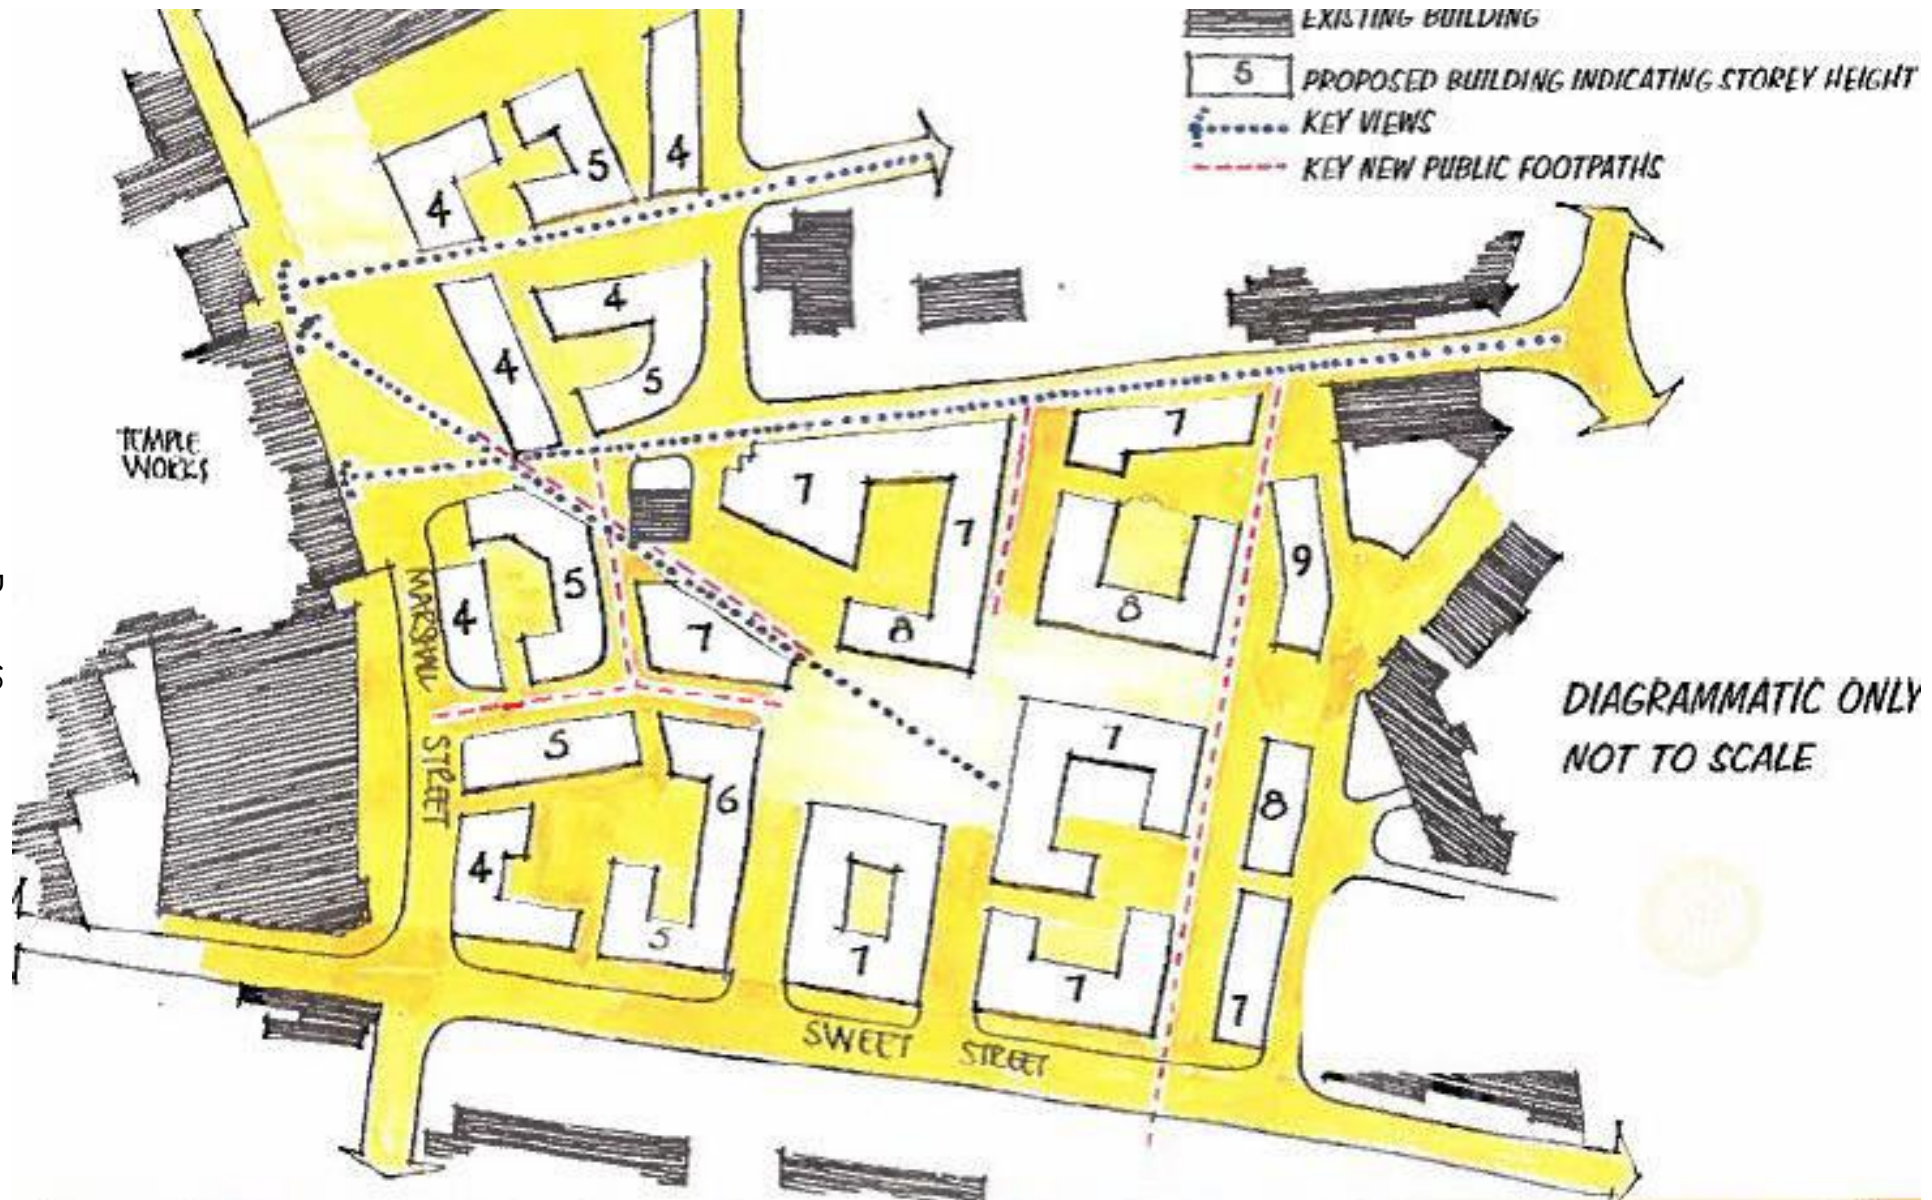 EXISTING BUILDING
5 PROPOSED BUILDING INDICATING STOREY HEIGHT
KEY VIEWS
KEY NEW PUBLIC FOOTPATHS
4
5
4
4
4
5
TEMPLE
WORKS
7
7
7
8
8
9
4
5
7
MARSHALL
STREET
5
6
4
5
7
7
8
7
7
SWEET STREET
DIAGRAMMATIC ONLY
NOT TO SCALE